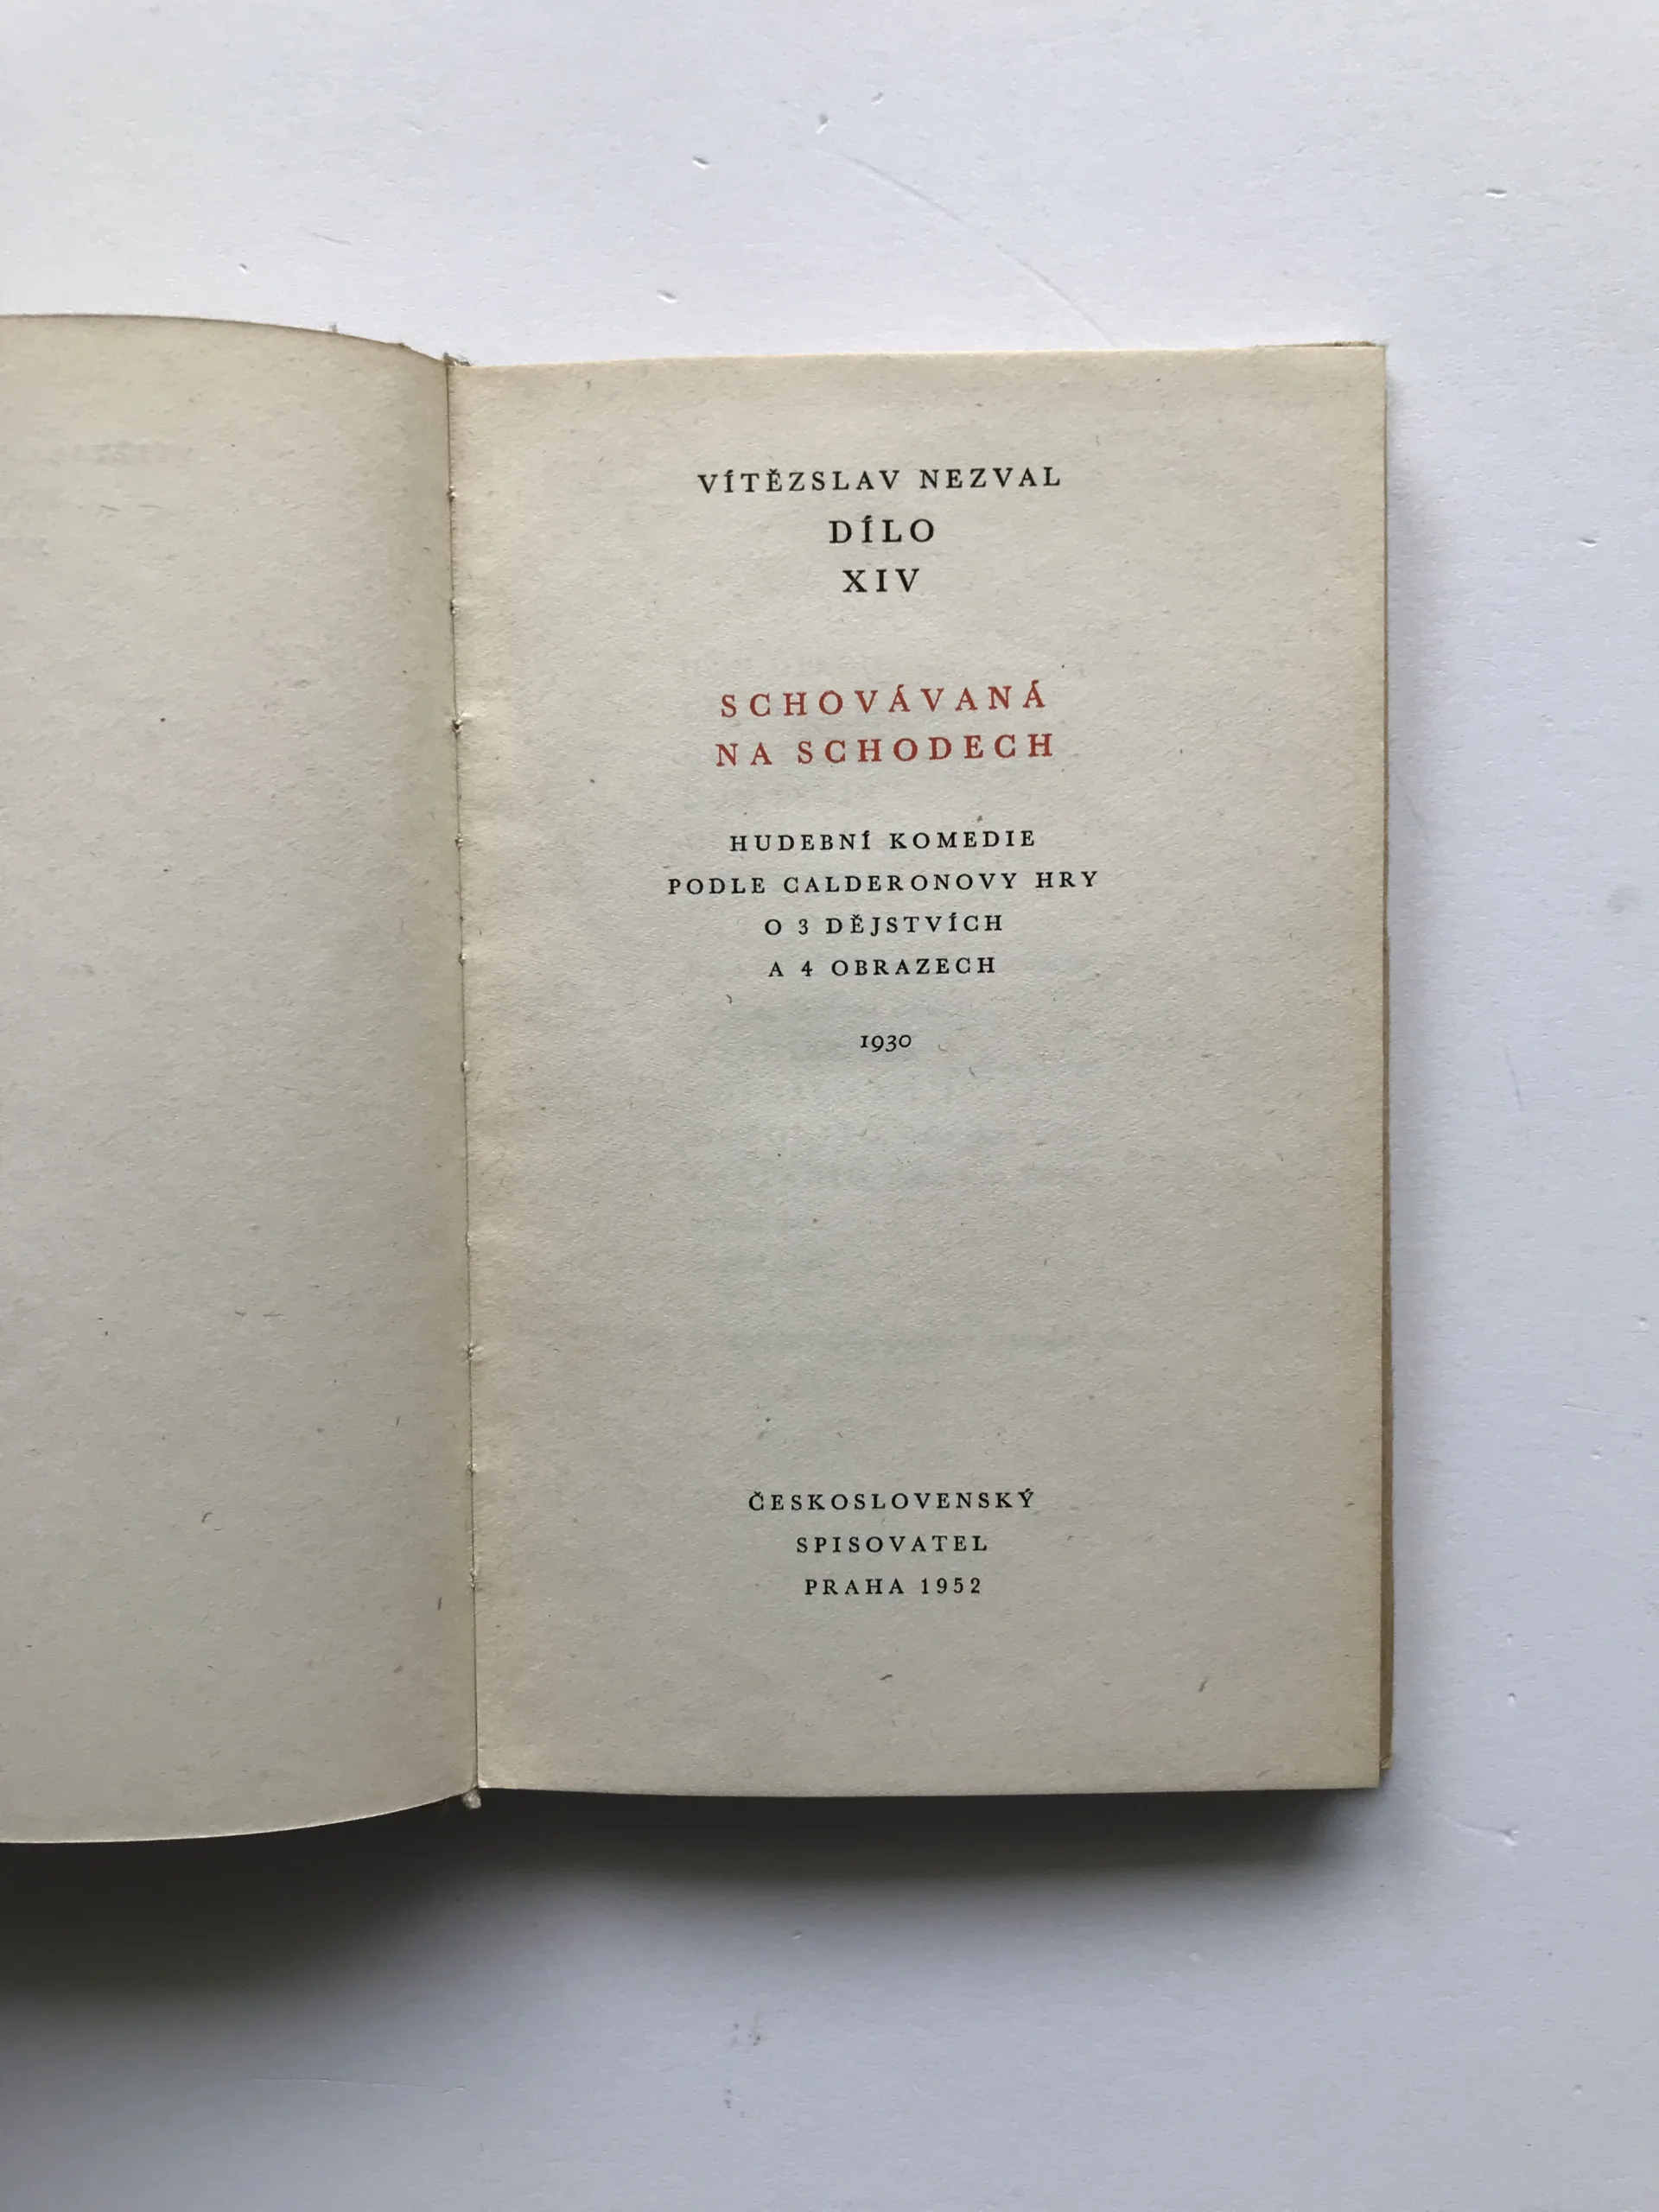 VÍTĚZSLAV NEZVAL
DÍLO
XIV
SCHOVÁVANÁ
NA SCHODECH
HUDEBNÍ KOMEDIE
PODLE CALDERONOVY HRY
O 3 DĚJSTVÍCH
A 4 OBRAZECH
1930
ČESKOSLOVENSKÝ
SPISOVATEL
PRAHA 1952